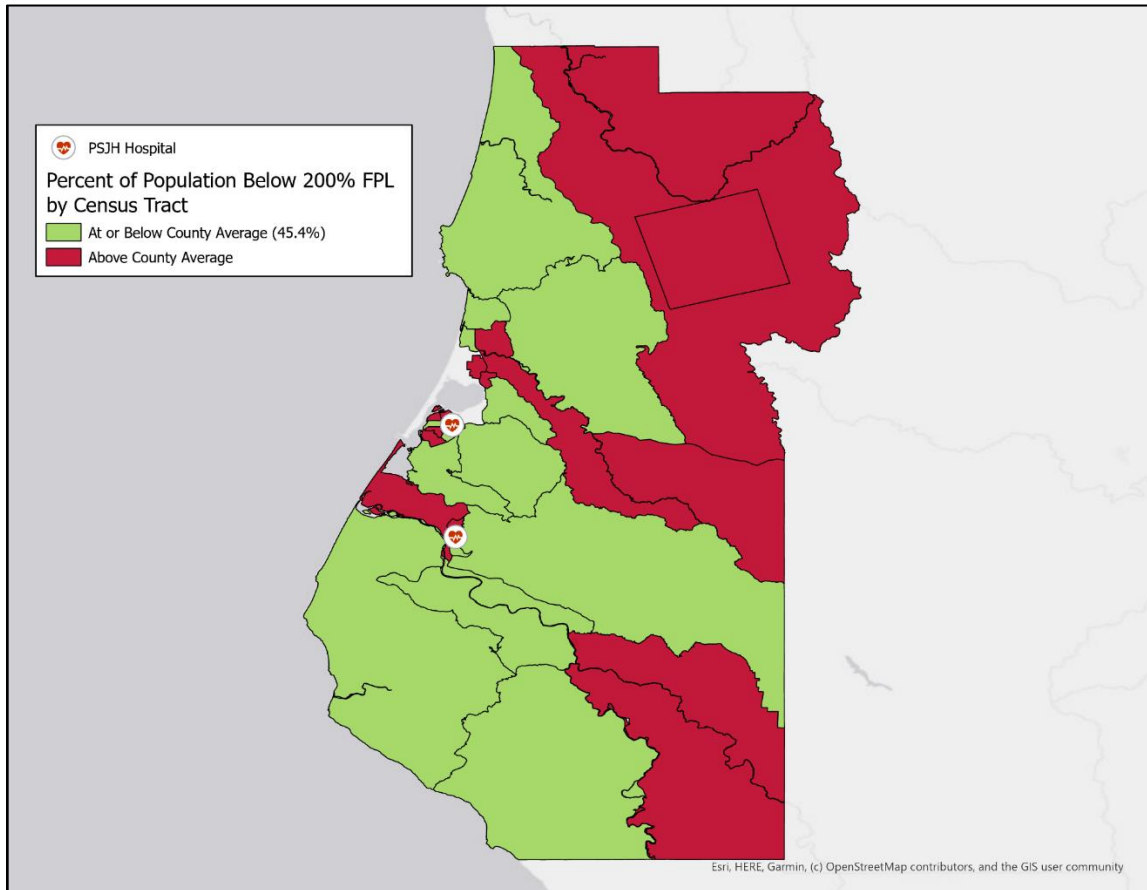 PSJH Hospital
Percent of Population Below 200% FPL
by Census Tract
At or Below County Average (45.4%)
Above County Average
Esri, HERE, Garmin, (c) OpenStreetMap contributors, and the GIS user community